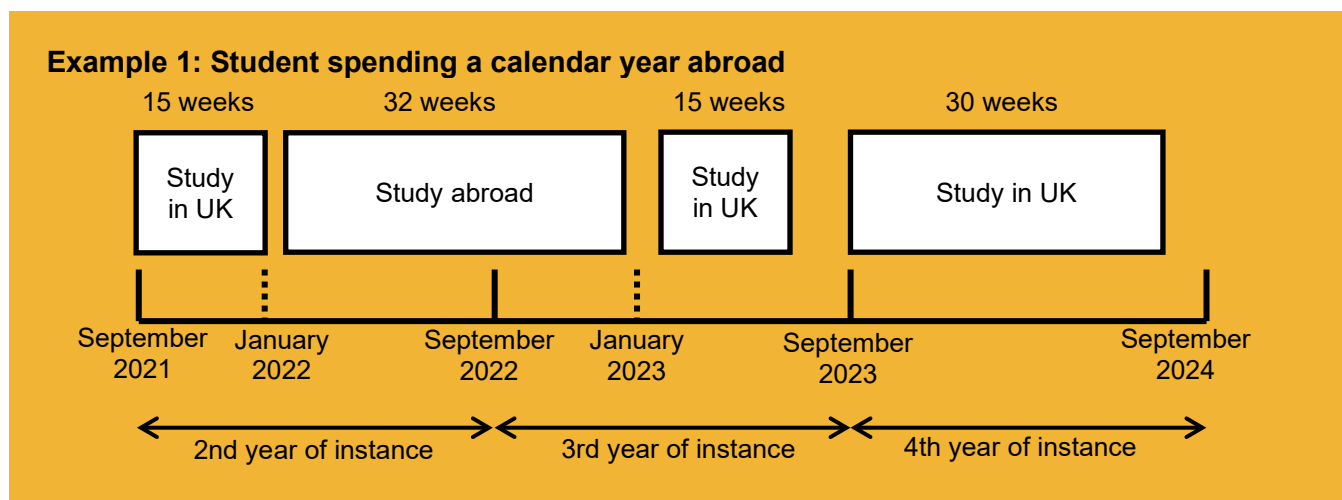 Example 1: Student spending a calendar year abroad
15 weeks
32 weeks
15 weeks
30 weeks
Study
in UK
Study abroad
Study
in UK
Study in UK
September
2021
January
2022
September
2022
January
2023
September
2023
September
2024
2nd year of instance
3rd year of instance
4th year of instance